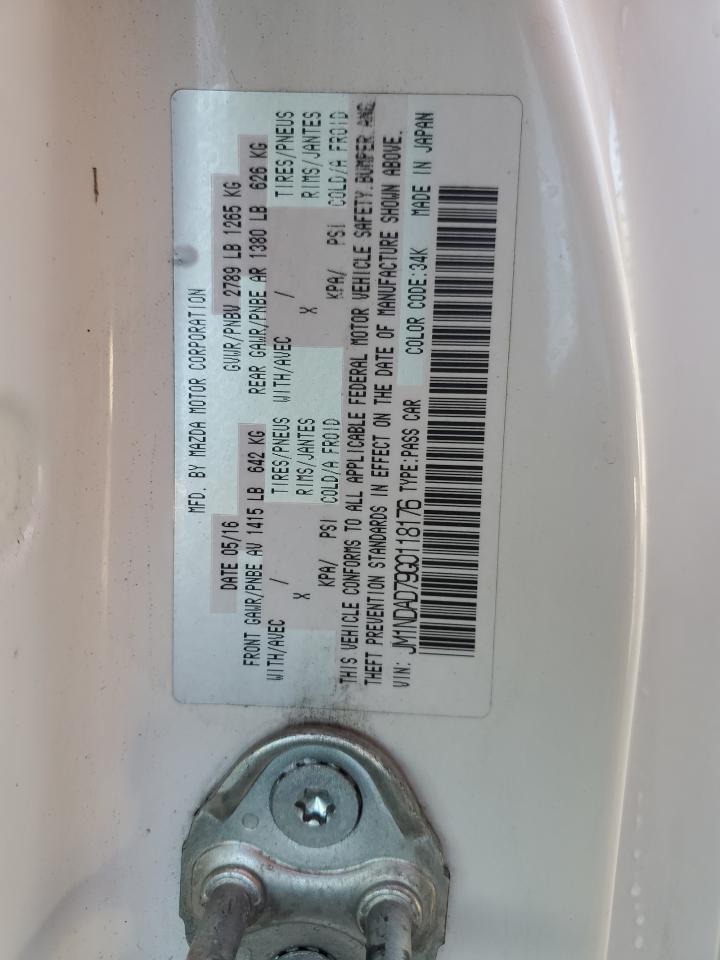 MFD. BY MAZDA MOTOR CORPORATION
DATE 05/16 GVWR/PNBV 2789 LB 1265 KG
FRONT GAWR/PNBE AV 1415 LB 642 KG REAR GAWR/PNBE AR 1380 LB 626 KG
WITH/AVEC / TIRES/PNEUS WITH/AVEC / TIRES/PNEUS
X RIMS/JANTES X RIMS/JANTES
KPA/ PSI COLD/A FROID KPA/ PSI COLD/A FROID
THIS VEHICLE CONFORMS TO ALL APPLICABLE FEDERAL MOTOR VEHICLE SAFETY,BUMPER AND
THEFT PREVENTION STANDARDS IN EFFECT ON THE DATE OF MANUFACTURE SHOWN ABOVE.
VIN: JM1NDAD79G0118176 TYPE:PASS CAR COLOR CODE:34K MADE IN JAPAN